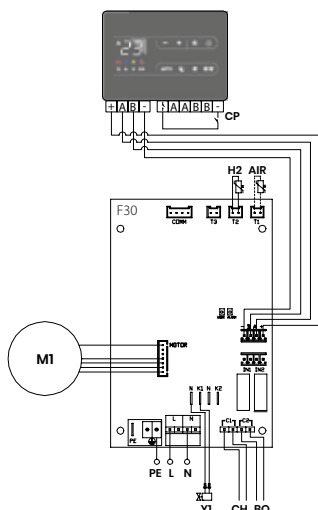 23
AUTO
+ A B - A A B B -
CP
H2 AIR
F30
COMM T3 T2 T1
MOTOR
M1
IN1 IN2
N K1 N K2
L N
C1 C2
PE
PE L N
Y1 CH BO